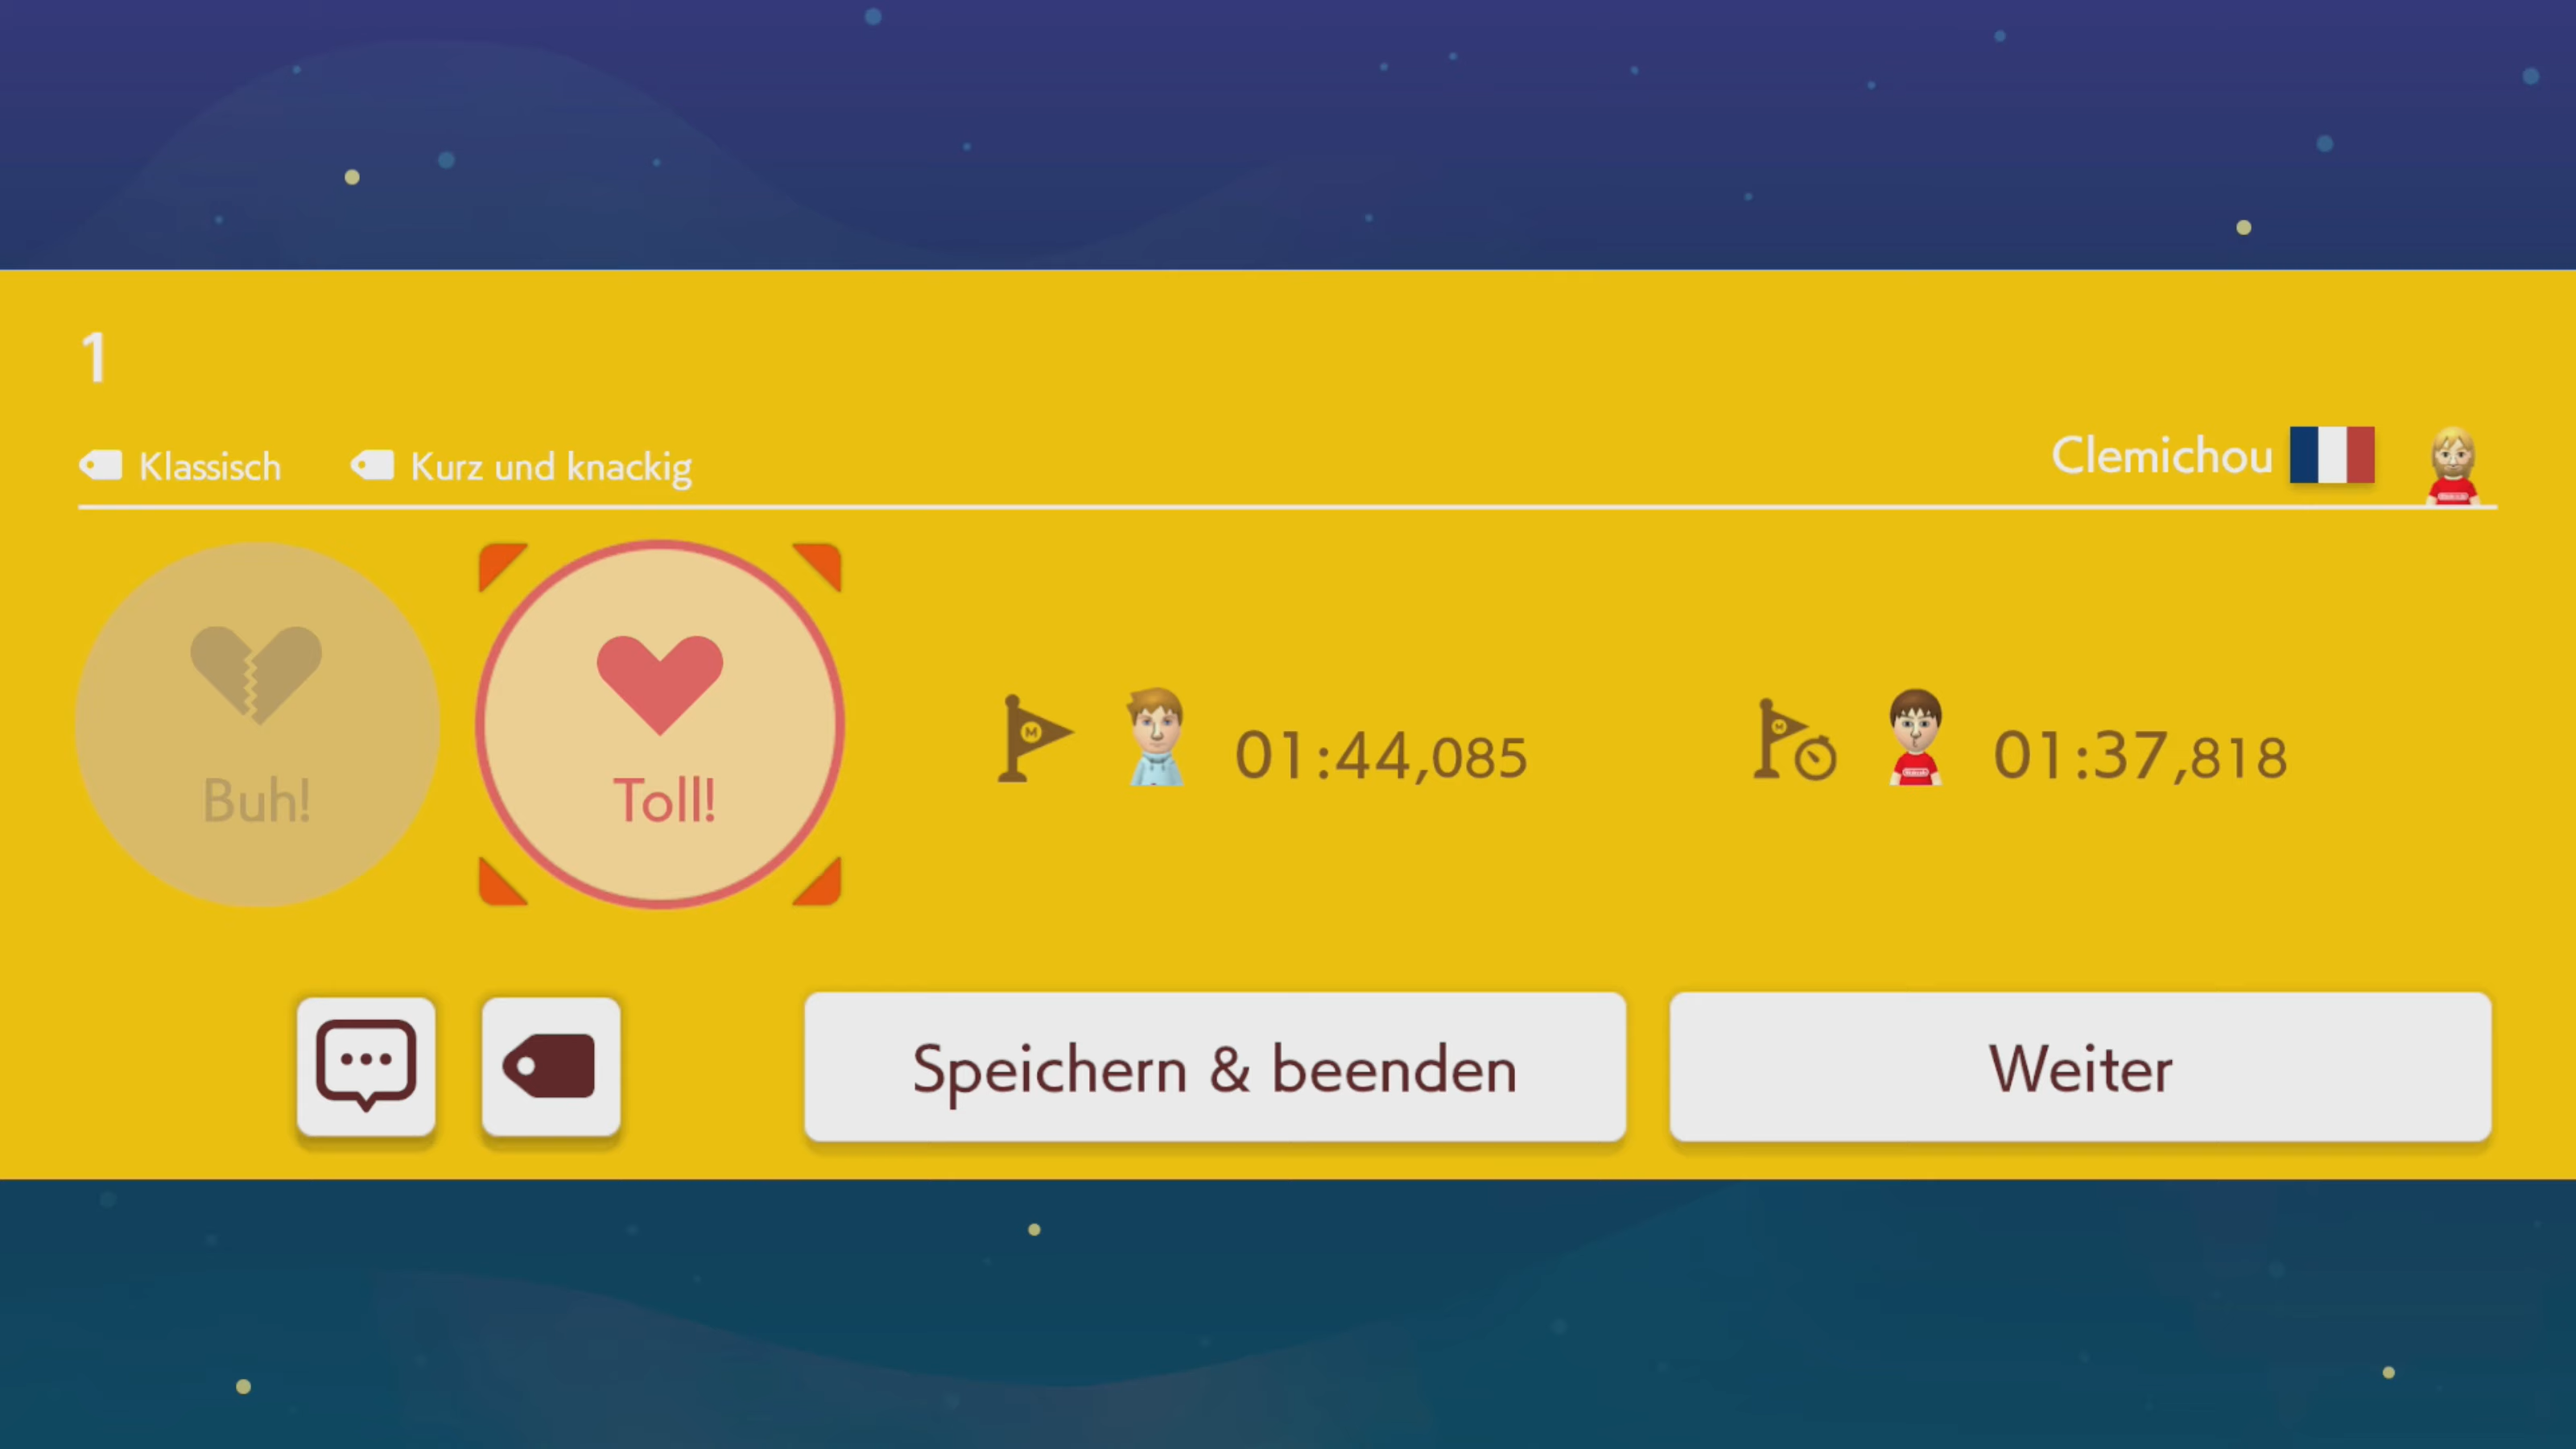 1
Klassisch
Kurz und knackig
Clemichou
Buh!
Toll!
M
01:44,085
M
01:37,818
Speichern & beenden
Weiter